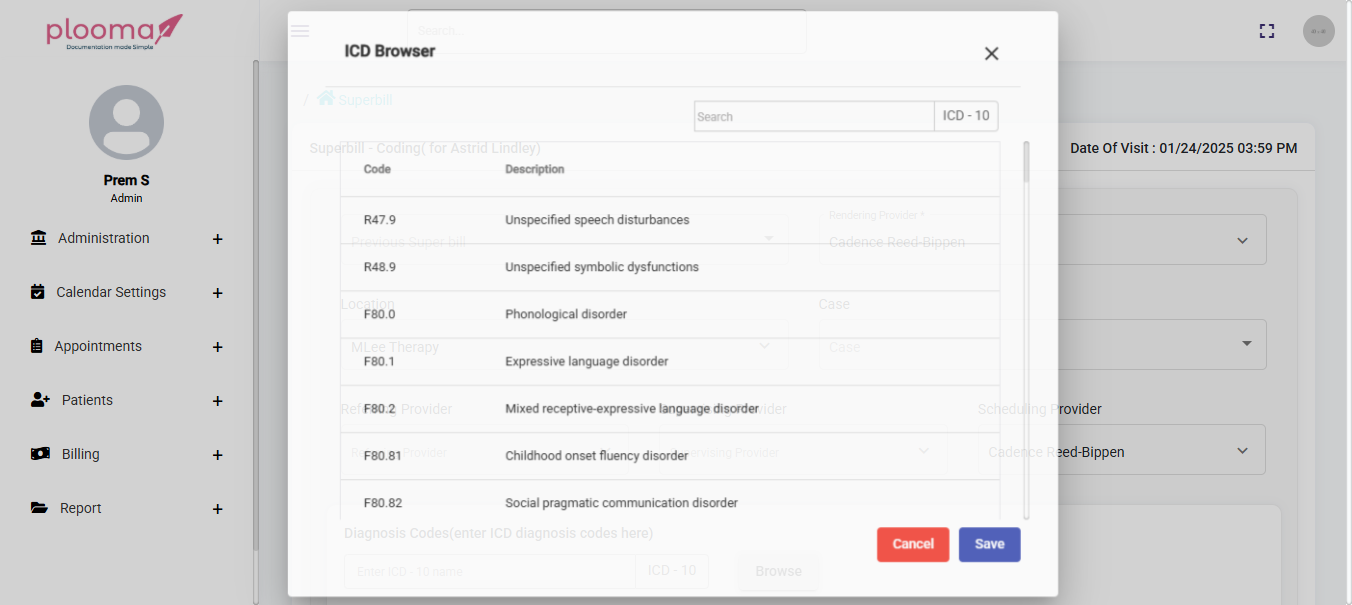 plooma
Documentation made Simple
Prem S
Admin
Administration
Calendar Settings
Appointments
Patients
Billing
Report
Search...
ICD Browser
/ Superbill
Search
ICD - 10
Superbill - Coding( for Astrid Lindley)
Date Of Visit : 01/24/2025 03:59 PM
Code Description
R47.9 Unspecified speech disturbances
Rendering Provider *
Previous Super bill
Cadence Reed-Bippen
R48.9 Unspecified symbolic dysfunctions
Location
Case
F80.0 Phonological disorder
MLee Therapy
Case
F80.1 Expressive language disorder
F80.2 Mixed receptive-expressive language disorder
Provider
Scheduling Provider
F80.81 Childhood onset fluency disorder
Provider
Cadence Reed-Bippen
F80.82 Social pragmatic communication disorder
Diagnosis Codes(enter ICD diagnosis codes here)
Cancel
Save
Enter ICD - 10 name
ICD - 10
Browse